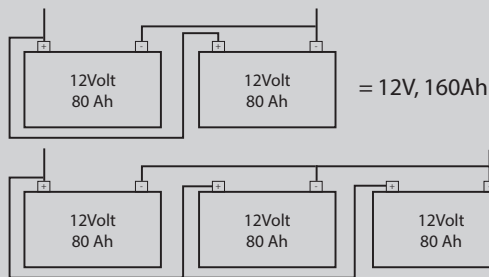 + - + -
12Volt 12Volt
80 Ah 80 Ah
= 12V, 160Ah
+ - + - +
12Volt 12Volt 12Volt
80 Ah 80 Ah 80 Ah